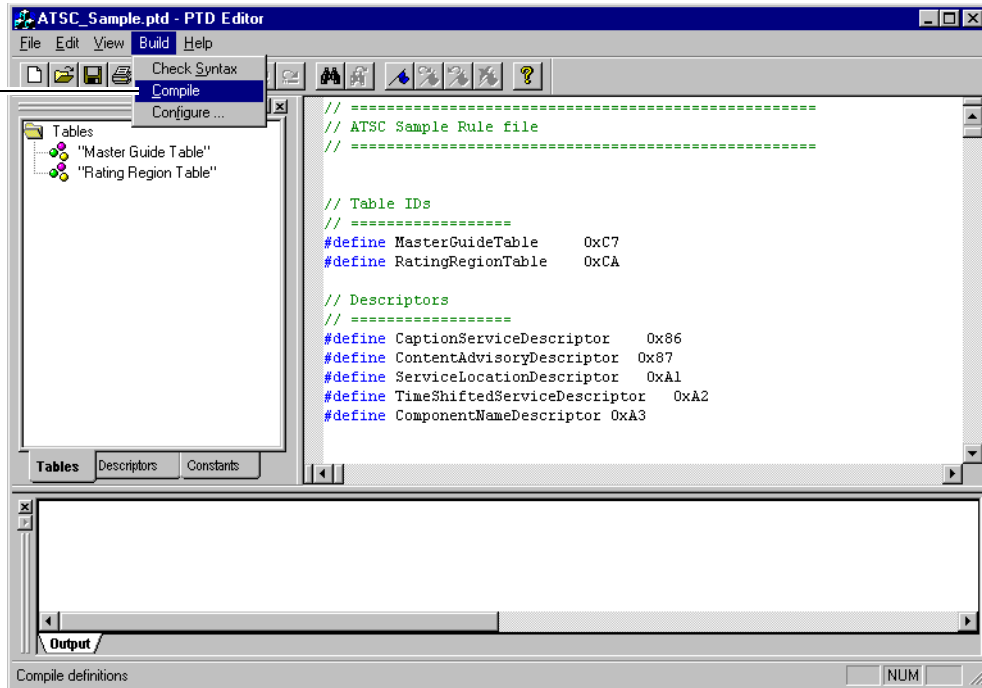 ATSC_Sample.ptd - PTD Editor
File Edit View Build Help
Check Syntax
Compile
Configure ...
Tables
"Master Guide Table"
"Rating Region Table"
Tables Descriptors Constants
// ===================================================
// ATSC Sample Rule file
// ===================================================
// Table IDs
// ==================
#define MasterGuideTable 0xC7
#define RatingRegionTable 0xCA
// Descriptors
// ==================
#define CaptionServiceDescriptor 0x86
#define ContentAdvisoryDescriptor 0x87
#define ServiceLocationDescriptor 0xA1
#define TimeShiftedServiceDescriptor 0xA2
#define ComponentNameDescriptor 0xA3
Output
Compile definitions
NUM